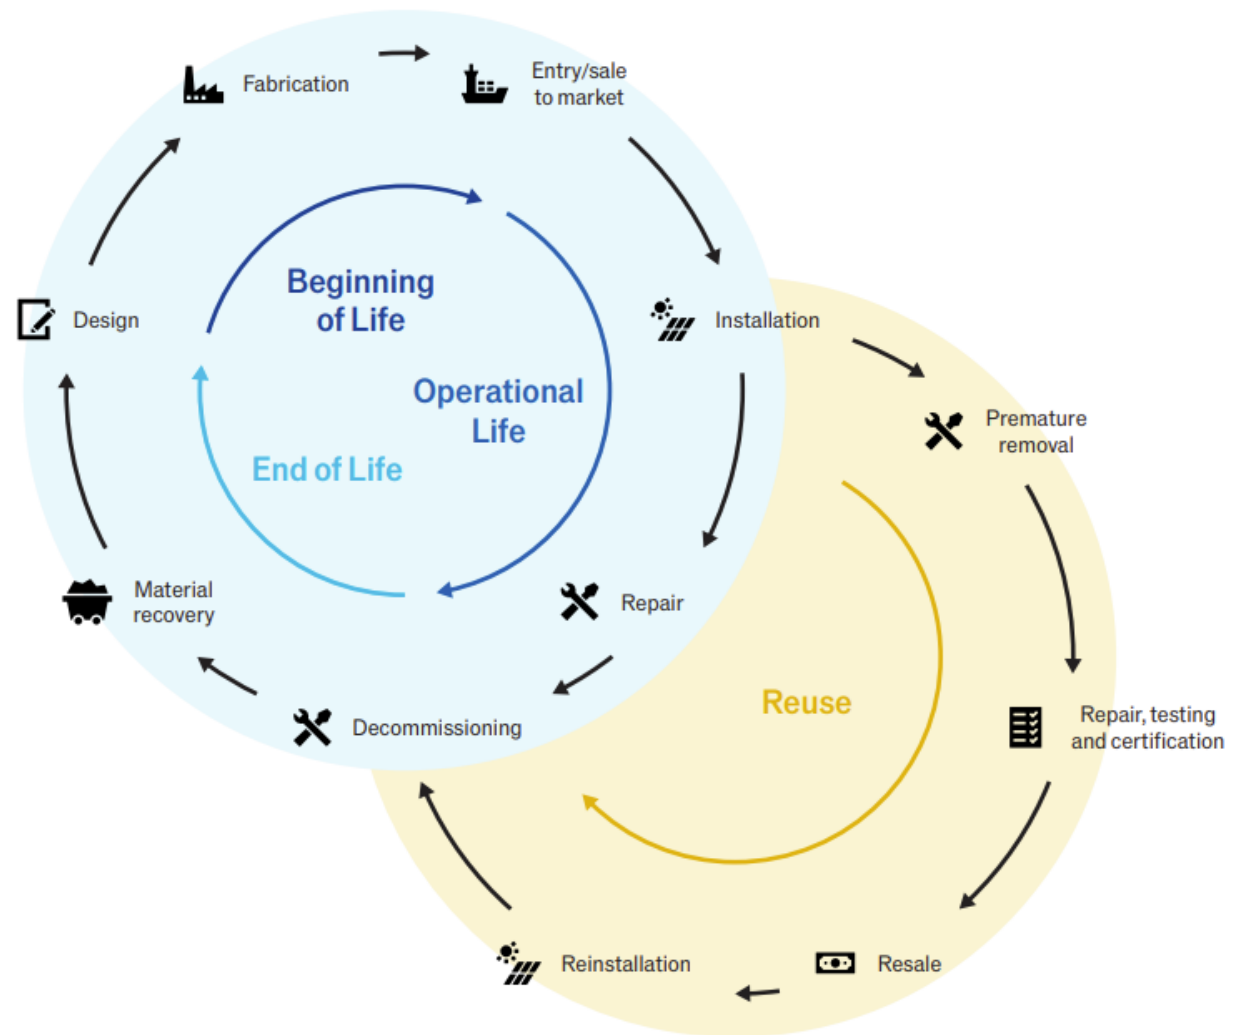 Fabrication
Entry/sale
to market
Beginning
of Life
Design
Installation
Operational
Life
Premature
removal
End of Life
Material
recovery
Repair
Decommissioning
Reuse
Repair, testing
and certification
Reinstallation
Resale